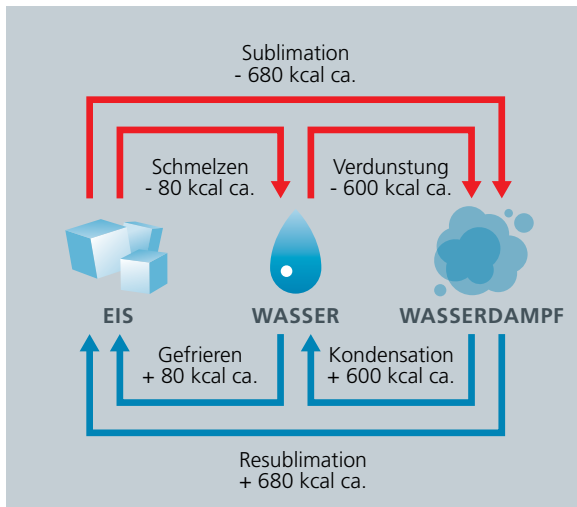 Sublimation
- 680 kcal ca.
Schmelzen
- 80 kcal ca.
Verdunstung
- 600 kcal ca.
EIS
WASSER
WASSERDAMPF
Gefrieren
+ 80 kcal ca.
Kondensation
+ 600 kcal ca.
Resublimation
+ 680 kcal ca.